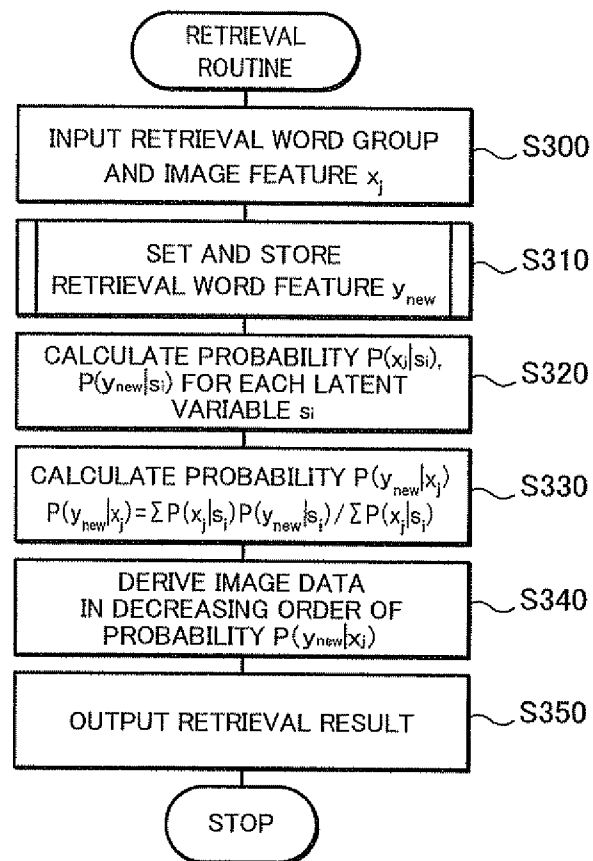 RETRIEVAL
ROUTINE
INPUT RETRIEVAL WORD GROUP
AND IMAGE FEATURE xj
S300
SET AND STORE
RETRIEVAL WORD FEATURE ynew
S310
CALCULATE PROBABILITY P(xj|si),
P(ynew|si) FOR EACH LATENT
VARIABLE si
S320
CALCULATE PROBABILITY P(ynew|xj)
P(ynew|xj)=ΣP(xj|si)P(ynew|si)/ΣP(xj|si)
S330
DERIVE IMAGE DATA
IN DECREASING ORDER OF
PROBABILITY P(ynew|xj)
S340
OUTPUT RETRIEVAL RESULT
S350
STOP